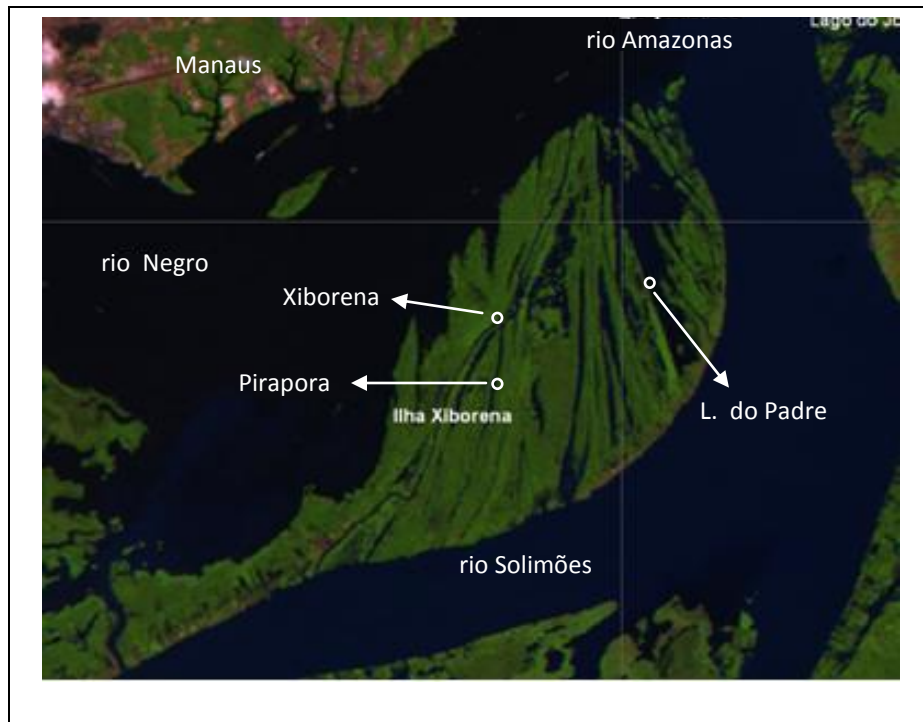 rio Amazonas
Manaus
rio Negro
Xiborena
Pirapora
Ilha Xiborena
L. do Padre
rio Solimões